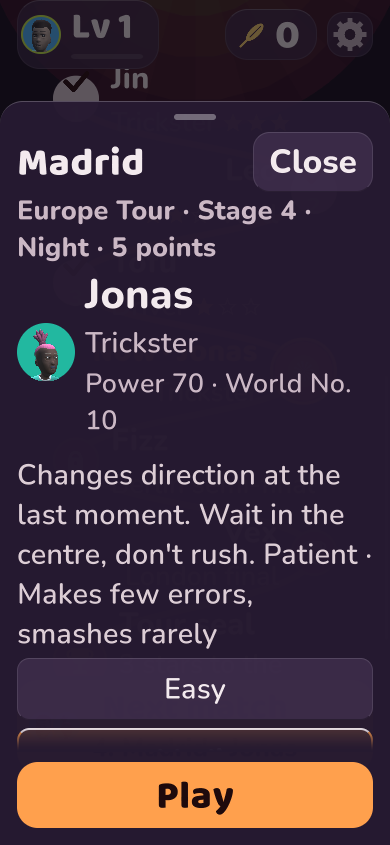 Lv 1
0
Jin
Madrid
Close
Europe Tour · Stage 4 ·
Night · 5 points
Jonas
Trickster
Power 70 · World No.
10
Changes direction at the
last moment. Wait in the
centre, don't rush. Patient ·
Makes few errors,
smashes rarely
Easy
Play